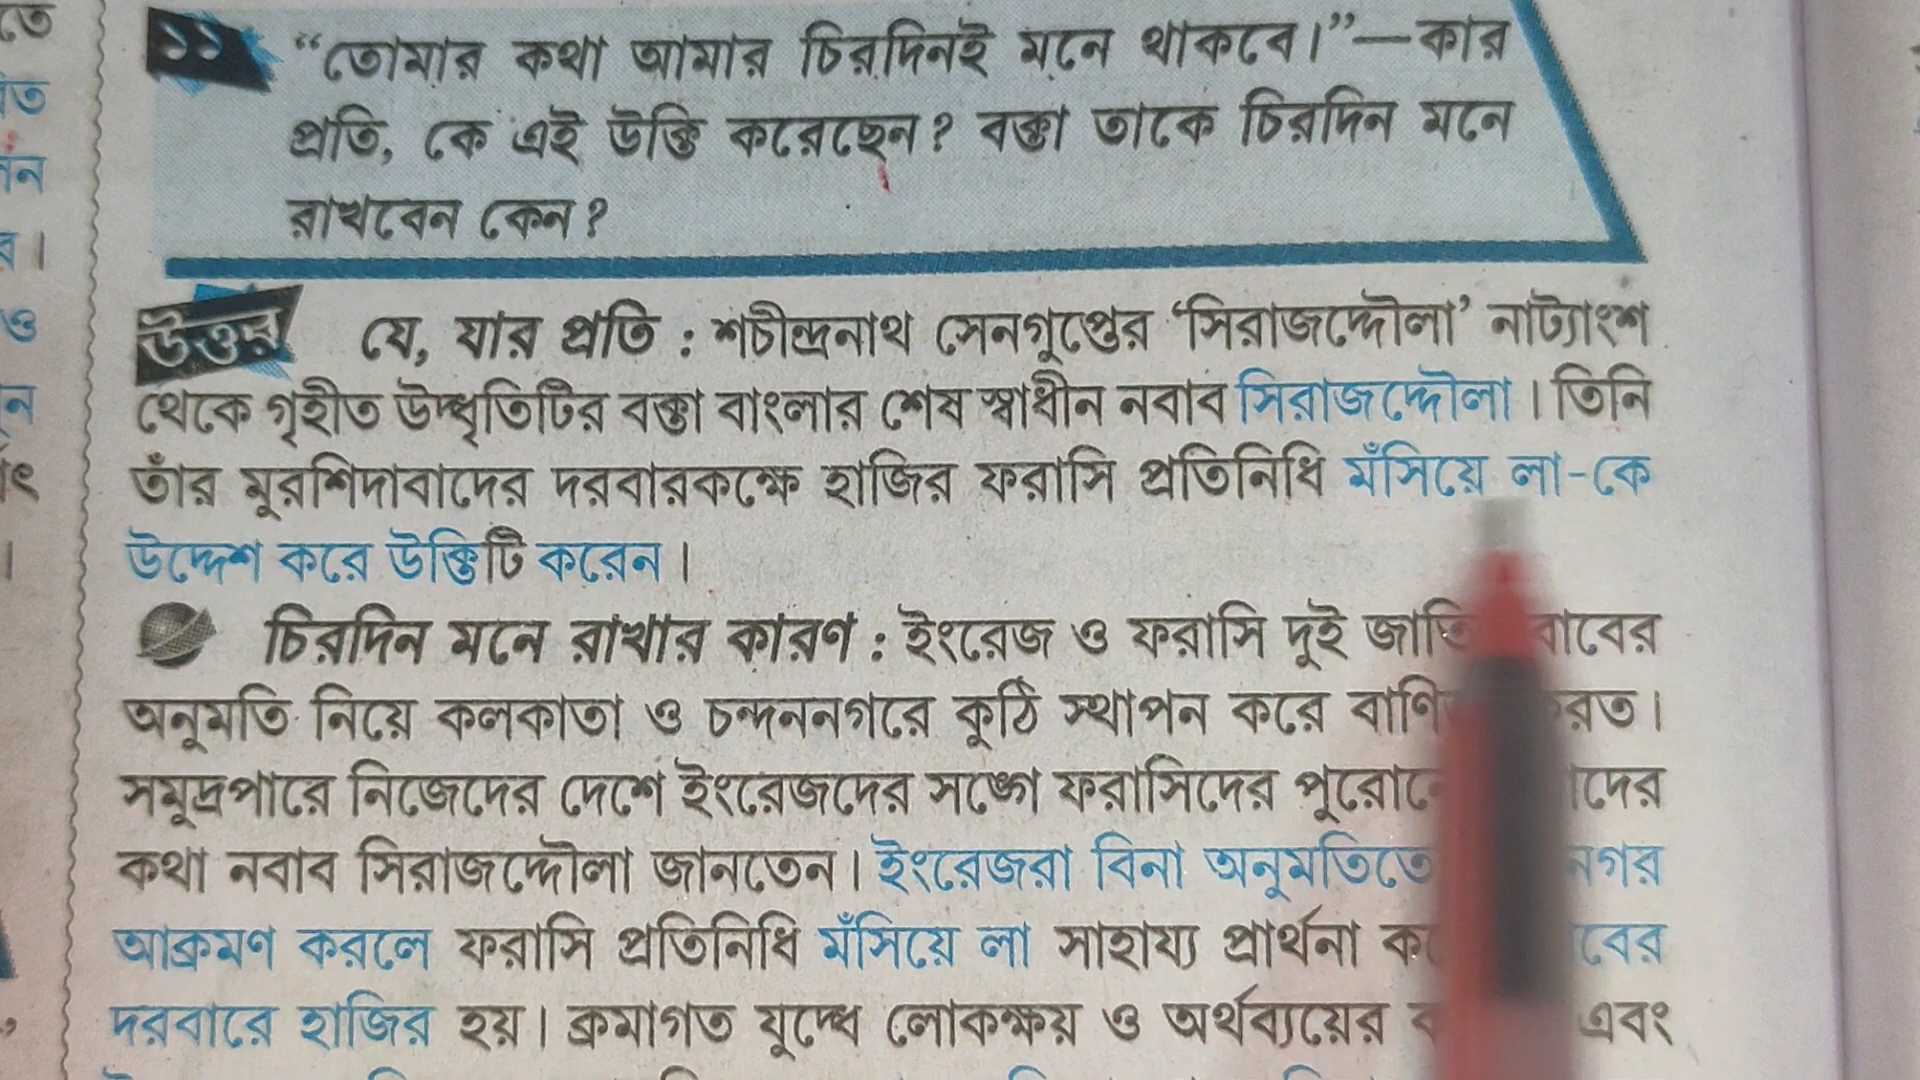 ১১ “তোমার কথা আমার চিরদিনই মনে থাকবে।”—কার
প্রতি, কে এই উক্তি করেছেন? বক্তা তাকে চিরদিন মনে
রাখবেন কেন?
উত্তর যে, যার প্রতি : শচীন্দ্রনাথ সেনগুপ্তের ‘সিরাজদ্দৌলা’ নাট্যাংশ
থেকে গৃহীত উদ্ধৃতিটির বক্তা বাংলার শেষ স্বাধীন নবাব সিরাজদ্দৌলা। তিনি
তাঁর মুরশিদাবাদের দরবারকক্ষে হাজির ফরাসি প্রতিনিধি মঁসিয়ে লা-কে
উদ্দেশ করে উক্তিটি করেন।
চিরদিন মনে রাখার কারণ : ইংরেজ ও ফরাসি দুই
অনুমতি নিয়ে কলকাতা ও চন্দননগরে কুঠি স্থাপন করে
সমুদ্রপারে নিজেদের দেশে ইংরেজদের সঙ্গে ফরাসিদের
কথা নবাব সিরাজদ্দৌলা জানতেন। ইংরেজরা বিনা অনুমতিতে
আক্রমণ করলে ফরাসি প্রতিনিধি মঁসিয়ে লা সাহায্য প্রার্থনা
দরবারে হাজির হয়। ক্রমাগত যুদ্ধে লোকক্ষয় ও অর্থব্যয়ের এবং